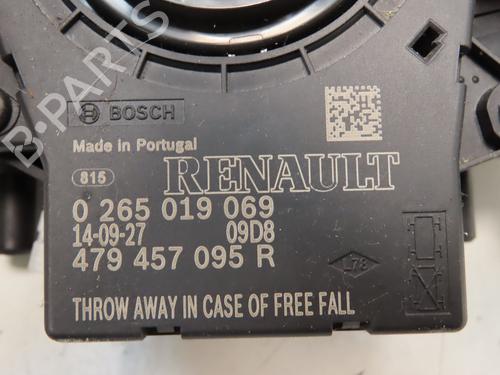 BOSCH
Made in Portugal
815
RENAULT
0 265 019 069
14-09-27 09D8
479 457 095 R
THROW AWAY IN CASE OF FREE FALL
B-PARTS